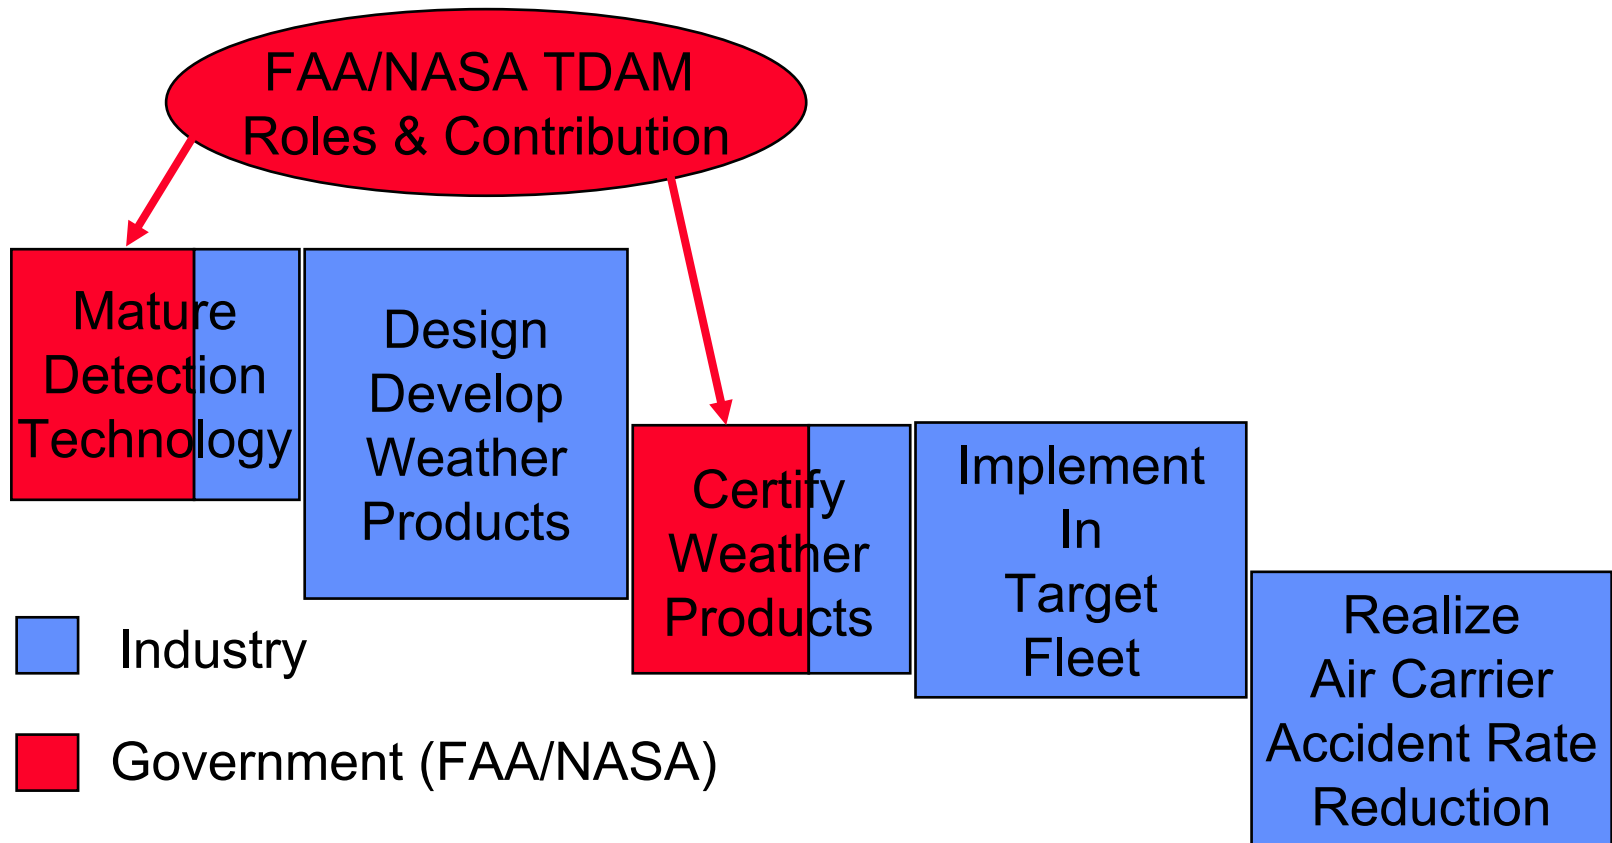 FAA/NASA TDAM
Roles & Contribution
Mature
Detection
Technology
Design
Develop
Weather
Products
Certify
Weather
Products
Implement
In
Target
Fleet
Realize
Air Carrier
Accident Rate
Reduction
Industry
Government (FAA/NASA)